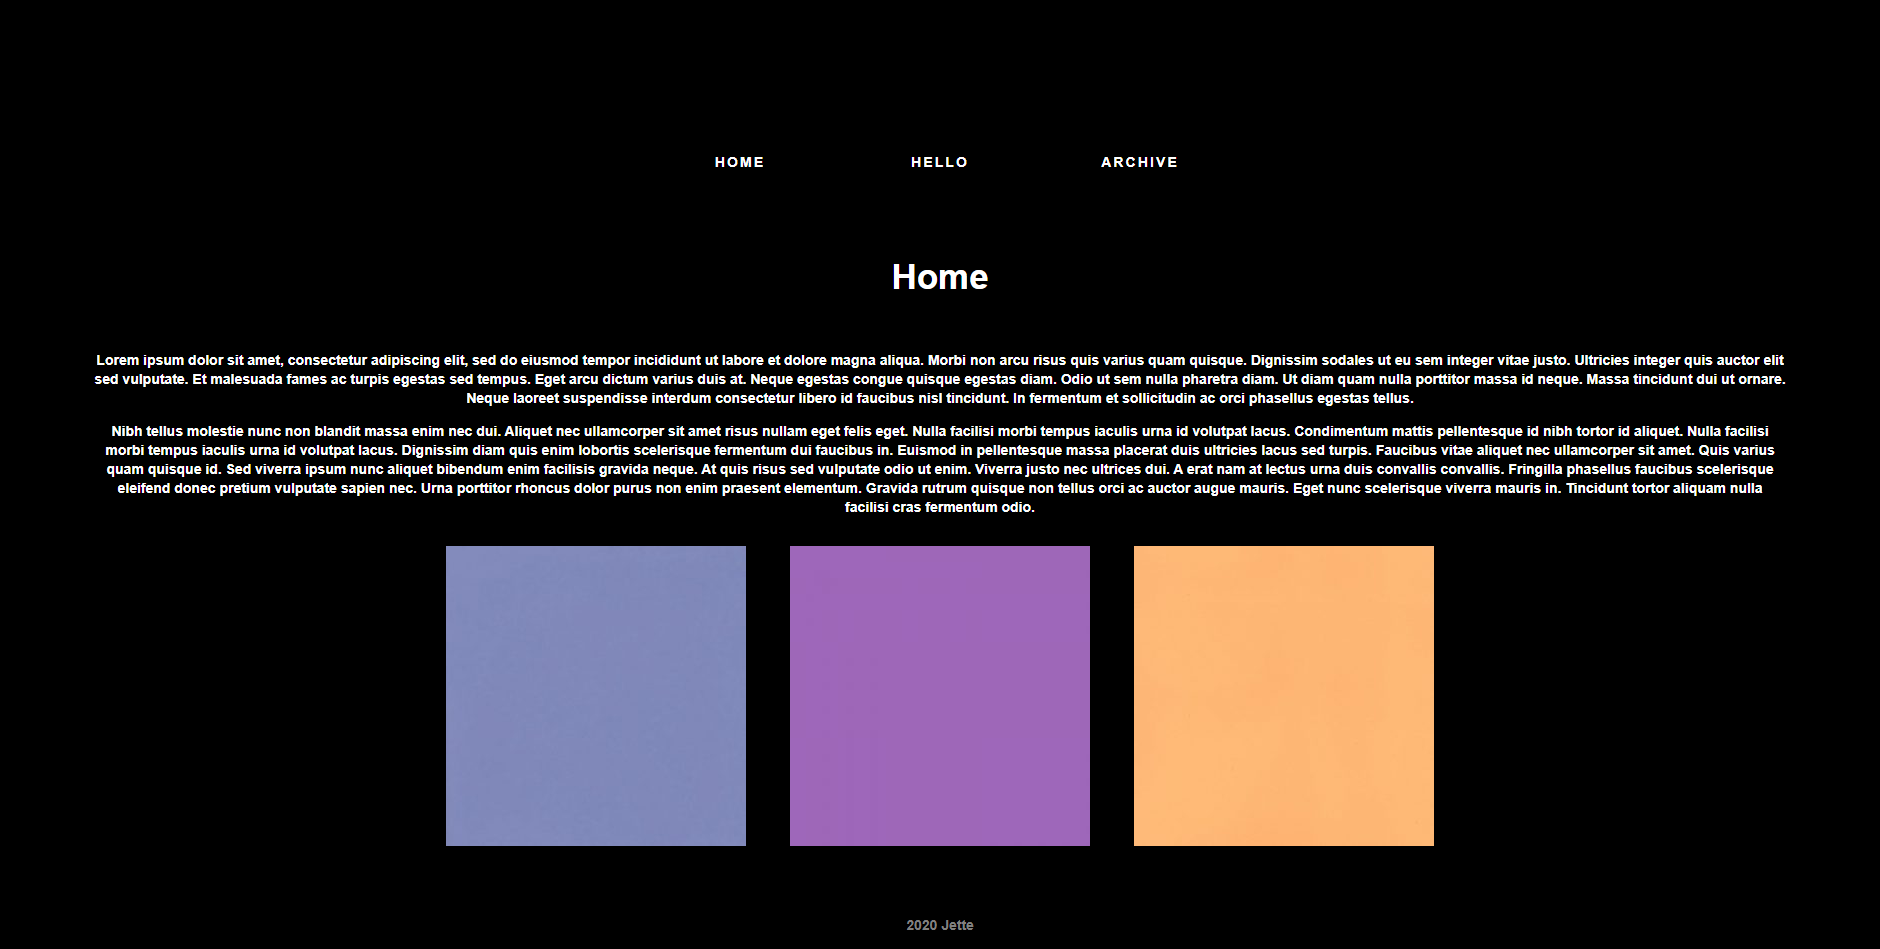 HOME HELLO ARCHIVE
Home
Lorem ipsum dolor sit amet, consectetur adipiscing elit, sed do eiusmod tempor incididunt ut labore et dolore magna aliqua. Morbi non arcu risus quis varius quam quisque. Dignissim sodales ut eu sem integer vitae justo. Ultricies integer quis auctor elit
sed vulputate. Et malesuada fames ac turpis egestas sed tempus. Eget arcu dictum varius duis at. Neque egestas congue quisque egestas diam. Odio ut sem nulla pharetra diam. Ut diam quam nulla porttitor massa id neque. Massa tincidunt dui ut ornare.
Neque laoreet suspendisse interdum consectetur libero id faucibus nisl tincidunt. In fermentum et sollicitudin ac orci phasellus egestas tellus.
Nibh tellus molestie nunc non blandit massa enim nec dui. Aliquet nec ullamcorper sit amet risus nullam eget felis eget. Nulla facilisi morbi tempus iaculis urna id volutpat lacus. Condimentum mattis pellentesque id nibh tortor id aliquet. Nulla facilisi
morbi tempus iaculis urna id volutpat lacus. Dignissim diam quis enim lobortis scelerisque fermentum dui faucibus in. Euismod in pellentesque massa placerat duis ultricies lacus sed turpis. Faucibus vitae aliquet nec ullamcorper sit amet. Quis varius
quam quisque id. Sed viverra ipsum nunc aliquet bibendum enim facilisis gravida neque. At quis risus sed vulputate odio ut enim. Viverra justo nec ultrices dui. A erat nam at lectus urna duis convallis convallis. Fringilla phasellus faucibus scelerisque
eleifend donec pretium vulputate sapien nec. Urna porttitor rhoncus dolor purus non enim praesent elementum. Gravida rutrum quisque non tellus orci ac auctor augue mauris. Eget nunc scelerisque viverra mauris in. Tincidunt tortor aliquam nulla
facilisi cras fermentum odio.
2020 Jette